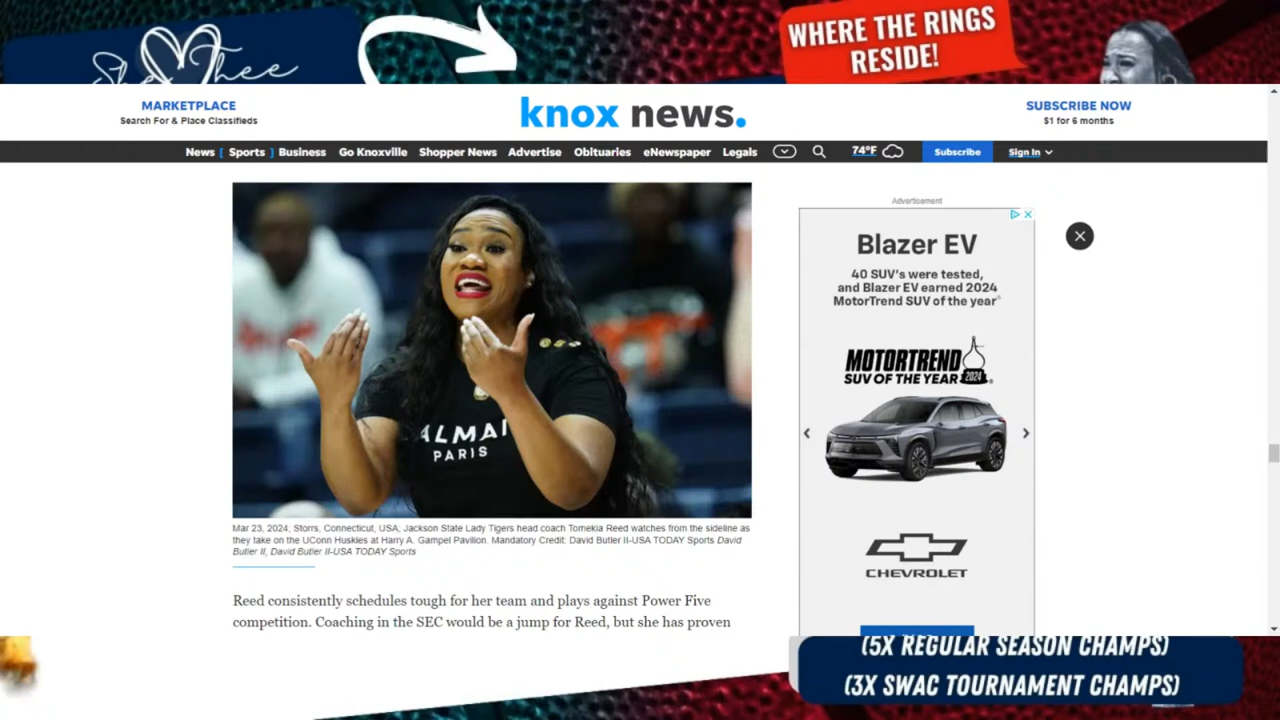 She Thee
WHERE THE RINGS
RESIDE!
MARKETPLACE
Search For & Place Classifieds
knox news.
SUBSCRIBE NOW
$1 for 6 months
News [ Sports ] Business Go Knoxville Shopper News Advertise Obituaries eNewspaper Legals 74°F Subscribe Sign In
Advertisement
Blazer EV
40 SUV's were tested,
and Blazer EV earned 2024
MotorTrend SUV of the year
MOTORTREND
SUV OF THE YEAR 2024
ALMAI
PARIS
CHEVROLET
Mar 23, 2024; Storrs, Connecticut, USA; Jackson State Lady Tigers head coach Tomekia Reed watches from the sideline as
they take on the UConn Huskies at Harry A. Gampel Pavilion. Mandatory Credit: David Butler II-USA TODAY Sports David
Butler II, David Butler II-USA TODAY Sports
Reed consistently schedules tough for her team and plays against Power Five
competition. Coaching in the SEC would be a jump for Reed, but she has proven
(5X REGULAR SEASON CHAMPS)
(3X SWAC TOURNAMENT CHAMPS)